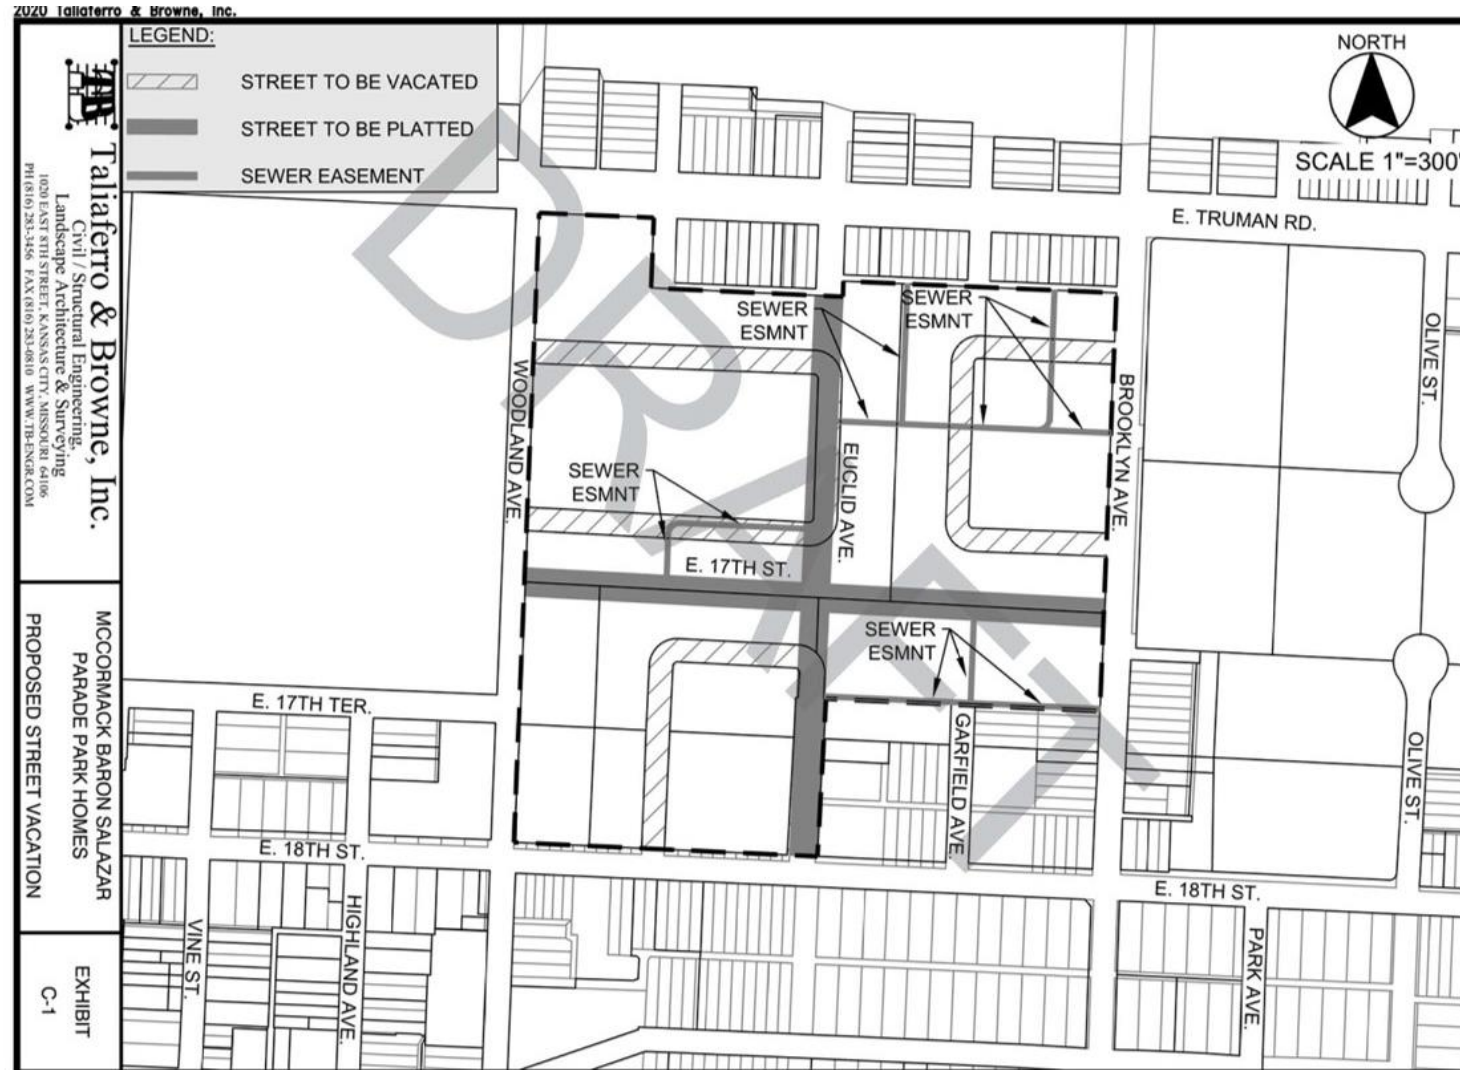 2020 Taliaferro & Browne, Inc.
LEGEND:
STREET TO BE VACATED
STREET TO BE PLATTED
SEWER EASEMENT
NORTH
SCALE 1"=300'
Taliaferro & Browne, Inc.
Civil / Structural Engineering,
Landscape Architecture & Surveying
1020 EAST 8TH STREET, KANSAS CITY, MISSOURI 64106
PH (816) 283-3456 FAX (816) 283-0810 WWW.TB-ENGR.COM
MCCORMACK BARON SALAZAR
PARADE PARK HOMES
PROPOSED STREET VACATION
EXHIBIT
C-1
DRAFT
E. TRUMAN RD.
SEWER
ESMNT
SEWER
ESMNT
OLIVE ST.
WOODLAND AVE.
BROOKLYN AVE.
EUCLID AVE.
SEWER
ESMNT
E. 17TH ST.
SEWER
ESMNT
E. 17TH TER.
GARFIELD AVE.
OLIVE ST.
E. 18TH ST.
E. 18TH ST.
VINE ST.
HIGHLAND AVE.
PARK AVE.